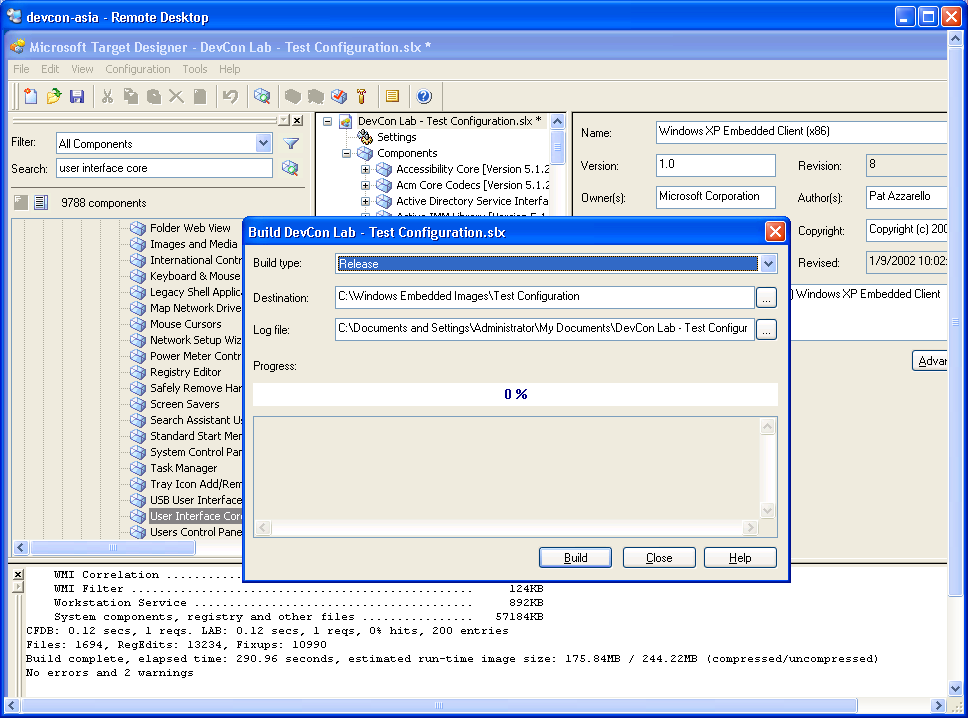 devcon-asia - Remote Desktop
Microsoft Target Designer - DevCon Lab - Test Configuration.slx *
File Edit View Configuration Tools Help
Filter: All Components
Search: user interface core
9788 components
Folder Web View
Images and Media
International Contr
Keyboard & Mouse
Legacy Shell Applica
Map Network Drive
Mouse Cursors
Network Setup Wiz
Power Meter Contr
Registry Editor
Safely Remove Har
Screen Savers
Search Assistant U
Standard Start Mer
System Control Par
Task Manager
Tray Icon Add/Rem
USB User Interface
User Interface Cor
Users Control Pane
DevCon Lab - Test Configuration.slx *
Settings
Components
Accessibility Core [Version 5.1.2
Acm Core Codecs [Version 5.1.2
Active Directory Service Interfa
Active IMM Library [Version 5.1
Name: Windows XP Embedded Client (x86)
Version: 1.0 Revision: 8
Owner(s): Microsoft Corporation Author(s): Pat Azzarello
Copyright: Copyright (c) 200
Revised: 1/9/2002 10:02:
) Windows XP Embedded Client
Advar
Build DevCon Lab - Test Configuration.slx
Build type: Release
Destination: C:\Windows Embedded Images\Test Configuration ...
Log file: C:\Documents and Settings\Administrator\My Documents\DevCon Lab - Test Configur ...
Progress:
0 %
Build Close Help
WMI Correlation ...........
WMI Filter ................................................ 124KB
Workstation Service ....................................... 892KB
System components, registry and other files ................ 57184KB
CFDB: 0.12 secs, 1 reqs. LAB: 0.12 secs, 1 reqs, 0% hits, 200 entries
Files: 1694, RegEdits: 13234, Fixups: 10990
Build complete, elapsed time: 290.96 seconds, estimated run-time image size: 175.84MB / 244.22MB (compressed/uncompressed)
No errors and 2 warnings